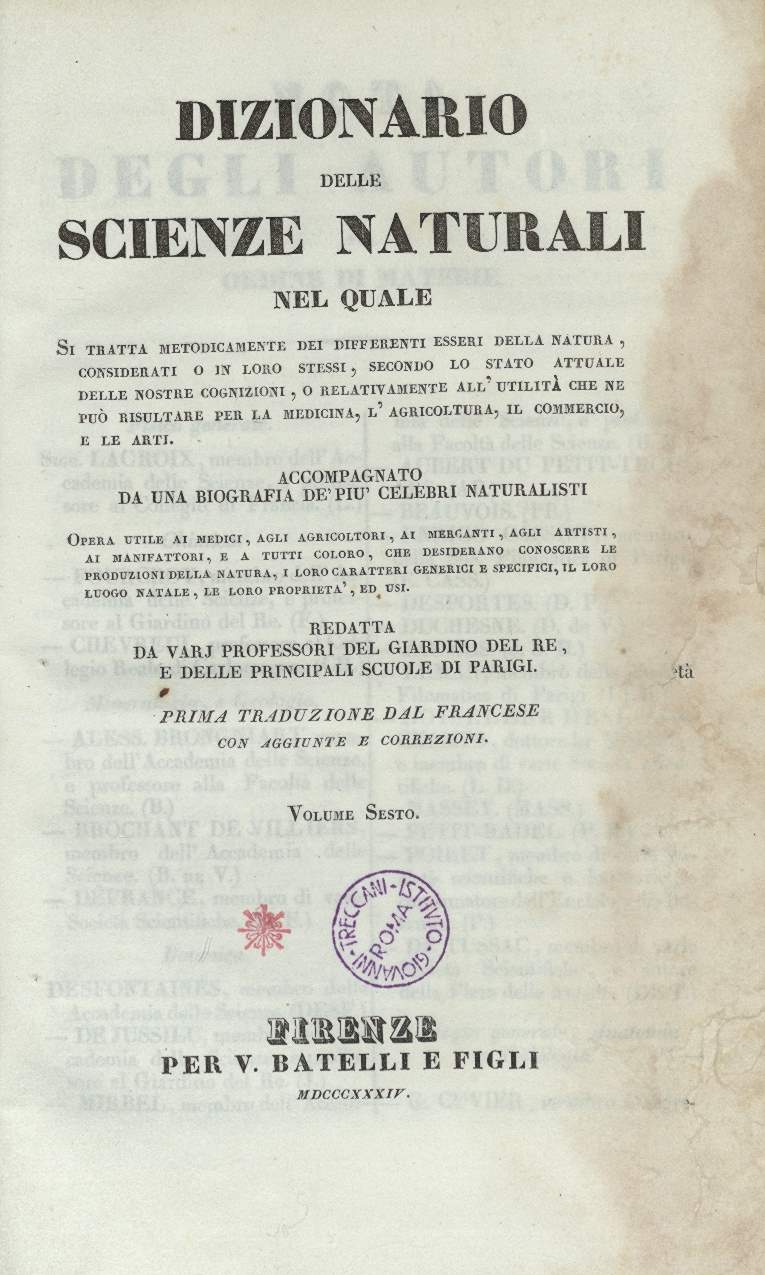 DIZIONARIO
DELLE
SCIENZE NATURALI
NEL QUALE
SI TRATTA METODICAMENTE DEI DIFFERENTI ESSERI DELLA NATURA ,
CONSIDERATI O IN LORO STESSI , SECONDO LO STATO ATTUALE
DELLE NOSTRE COGNIZIONI , O RELATIVAMENTE ALL' UTILITÀ CHE NE
PUÒ RISULTARE PER LA MEDICINA, L' AGRICOLTURA, IL COMMERCIO,
E LE ARTI.
ACCOMPAGNATO
DA UNA BIOGRAFIA DE' PIU' CELEBRI NATURALISTI
OPERA UTILE AI MEDICI , AGLI AGRICOLTORI , AI MERCANTI , AGLI ARTISTI ,
AI MANIFATTORI , E A TUTTI COLORO , CHE DESIDERANO CONOSCERE LE
PRODUZIONI DELLA NATURA , I LORO CARATTERI GENERICI E SPECIFICI, IL LORO
LUOGO NATALE , LE LORO PROPRIETA' , ED USI.
REDATTA
DA VARJ PROFESSORI DEL GIARDINO DEL RE ,
E DELLE PRINCIPALI SCUOLE DI PARIGI.
età
PRIMA TRADUZIONE DAL FRANCESE
CON AGGIUNTE E CORREZIONI.
VOLUME SESTO.
TRECCANI · ISTITVTO · GIOVANNI ·
ROMA
FIRENZE
PER V. BATELLI E FIGLI
MDCCCXXXIV.